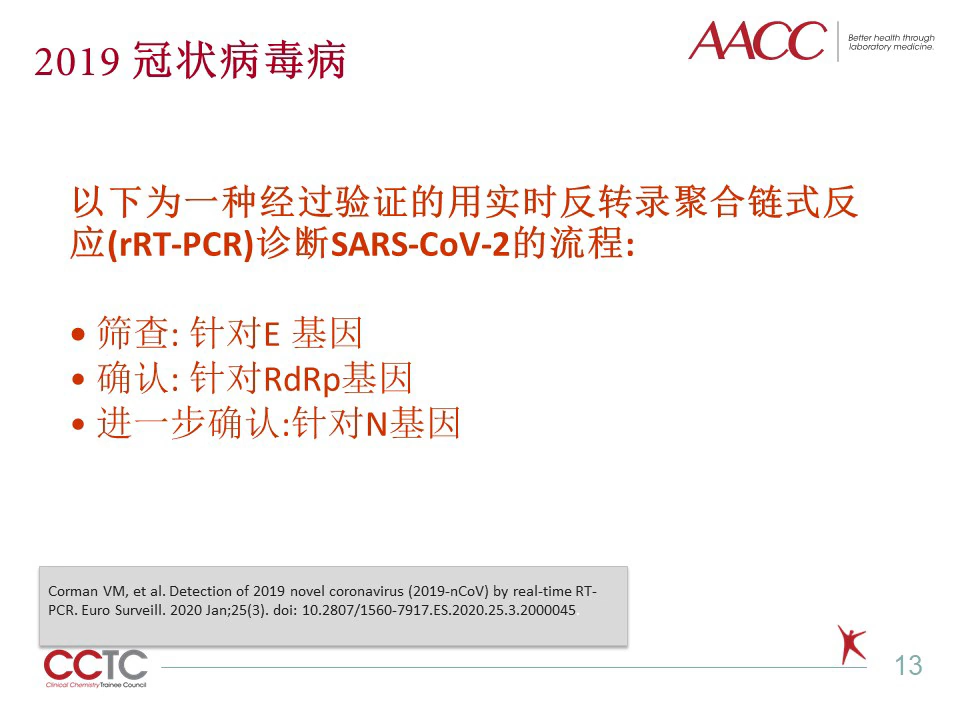 2019 冠状病毒病
AACC
Better health through
laboratory medicine.
以下为一种经过验证的用实时反转录聚合链式反
应(rRT-PCR)诊断SARS-CoV-2的流程:
• 筛查: 针对E 基因
• 确认: 针对RdRp基因
• 进一步确认:针对N基因
Corman VM, et al. Detection of 2019 novel coronavirus (2019-nCoV) by real-time RT-
PCR. Euro Surveill. 2020 Jan;25(3). doi: 10.2807/1560-7917.ES.2020.25.3.2000045.
CCTC
Clinical Chemistry Trainee Council
13